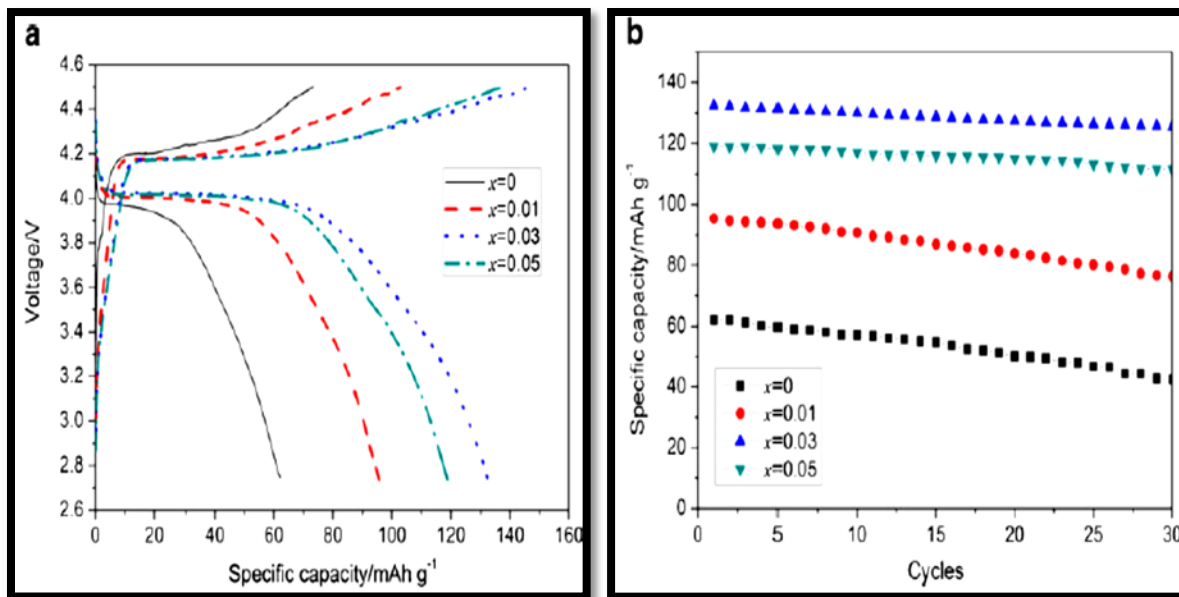 a
4.6
4.4
4.2
4.0
3.8
3.6
3.4
3.2
3.0
2.8
2.6
Voltage/V
x=0
x=0.01
x=0.03
x=0.05
0 20 40 60 80 100 120 140 160
Specific capacity/mAh g⁻¹
b
140
120
100
80
60
40
20
0
Specific capacity/mAh g⁻¹
x=0
x=0.01
x=0.03
x=0.05
0 5 10 15 20 25 30
Cycles